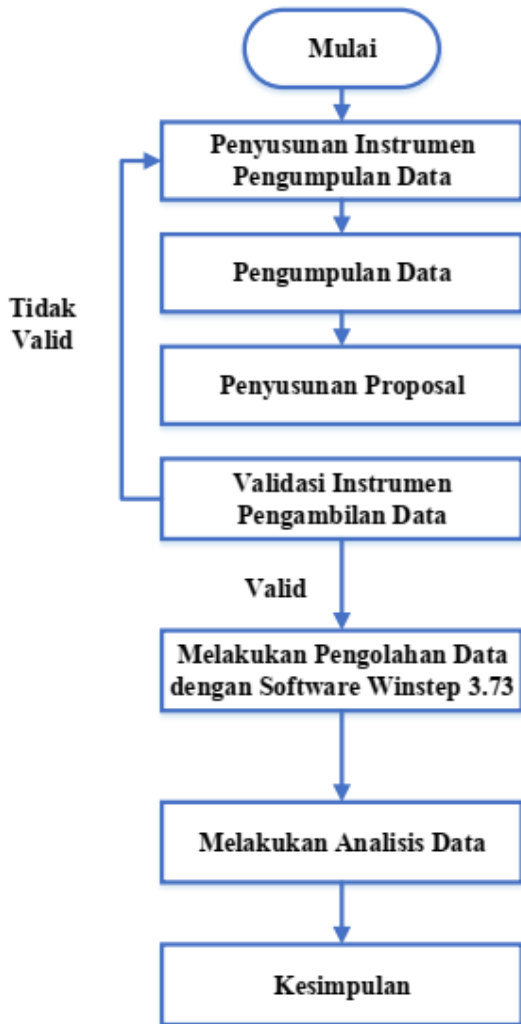 Mulai
Penyusunan Instrumen
Pengumpulan Data
Pengumpulan Data
Tidak
Valid
Penyusunan Proposal
Validasi Instrumen
Pengambilan Data
Valid
Melakukan Pengolahan Data
dengan Software Winstep 3.73
Melakukan Analisis Data
Kesimpulan